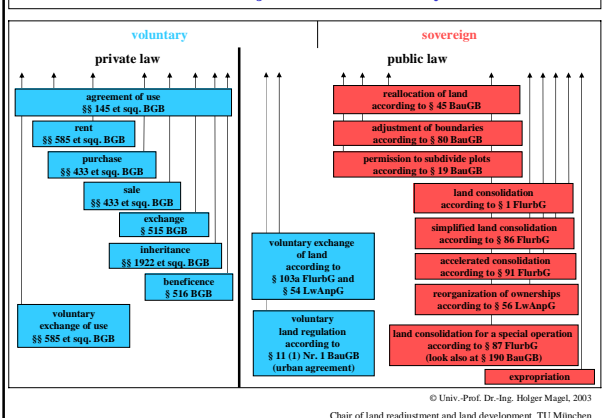 voluntary
sovereign
private law
public law
agreement of use
§§ 145 et sqq. BGB
rent
§§ 585 et sqq. BGB
purchase
§§ 433 et sqq. BGB
sale
§§ 433 et sqq. BGB
exchange
§ 515 BGB
inheritance
§§ 1922 et sqq. BGB
beneficence
§ 516 BGB
voluntary
exchange of use
§§ 585 et sqq. BGB
voluntary exchange
of land
according to
§ 103a FlurbG and
§ 54 LwAnpG
voluntary
land regulation
according to
§ 11 (1) Nr. 1 BauGB
(urban agreement)
reallocation of land
according to § 45 BauGB
adjustment of boundaries
according to § 80 BauGB
permission to subdivide plots
according to § 19 BauGB
land consolidation
according to § 1 FlurbG
simplified land consolidation
according to § 86 FlurbG
accelerated consolidation
according to § 91 FlurbG
reorganization of ownerships
according to § 56 LwAnpG
land consolidation for a special operation
according to § 87 FlurbG
(look also at § 190 BauGB)
expropriation
© Univ.-Prof. Dr.-Ing. Holger Magel, 2003
Chair of land readjustment and land development, TU München